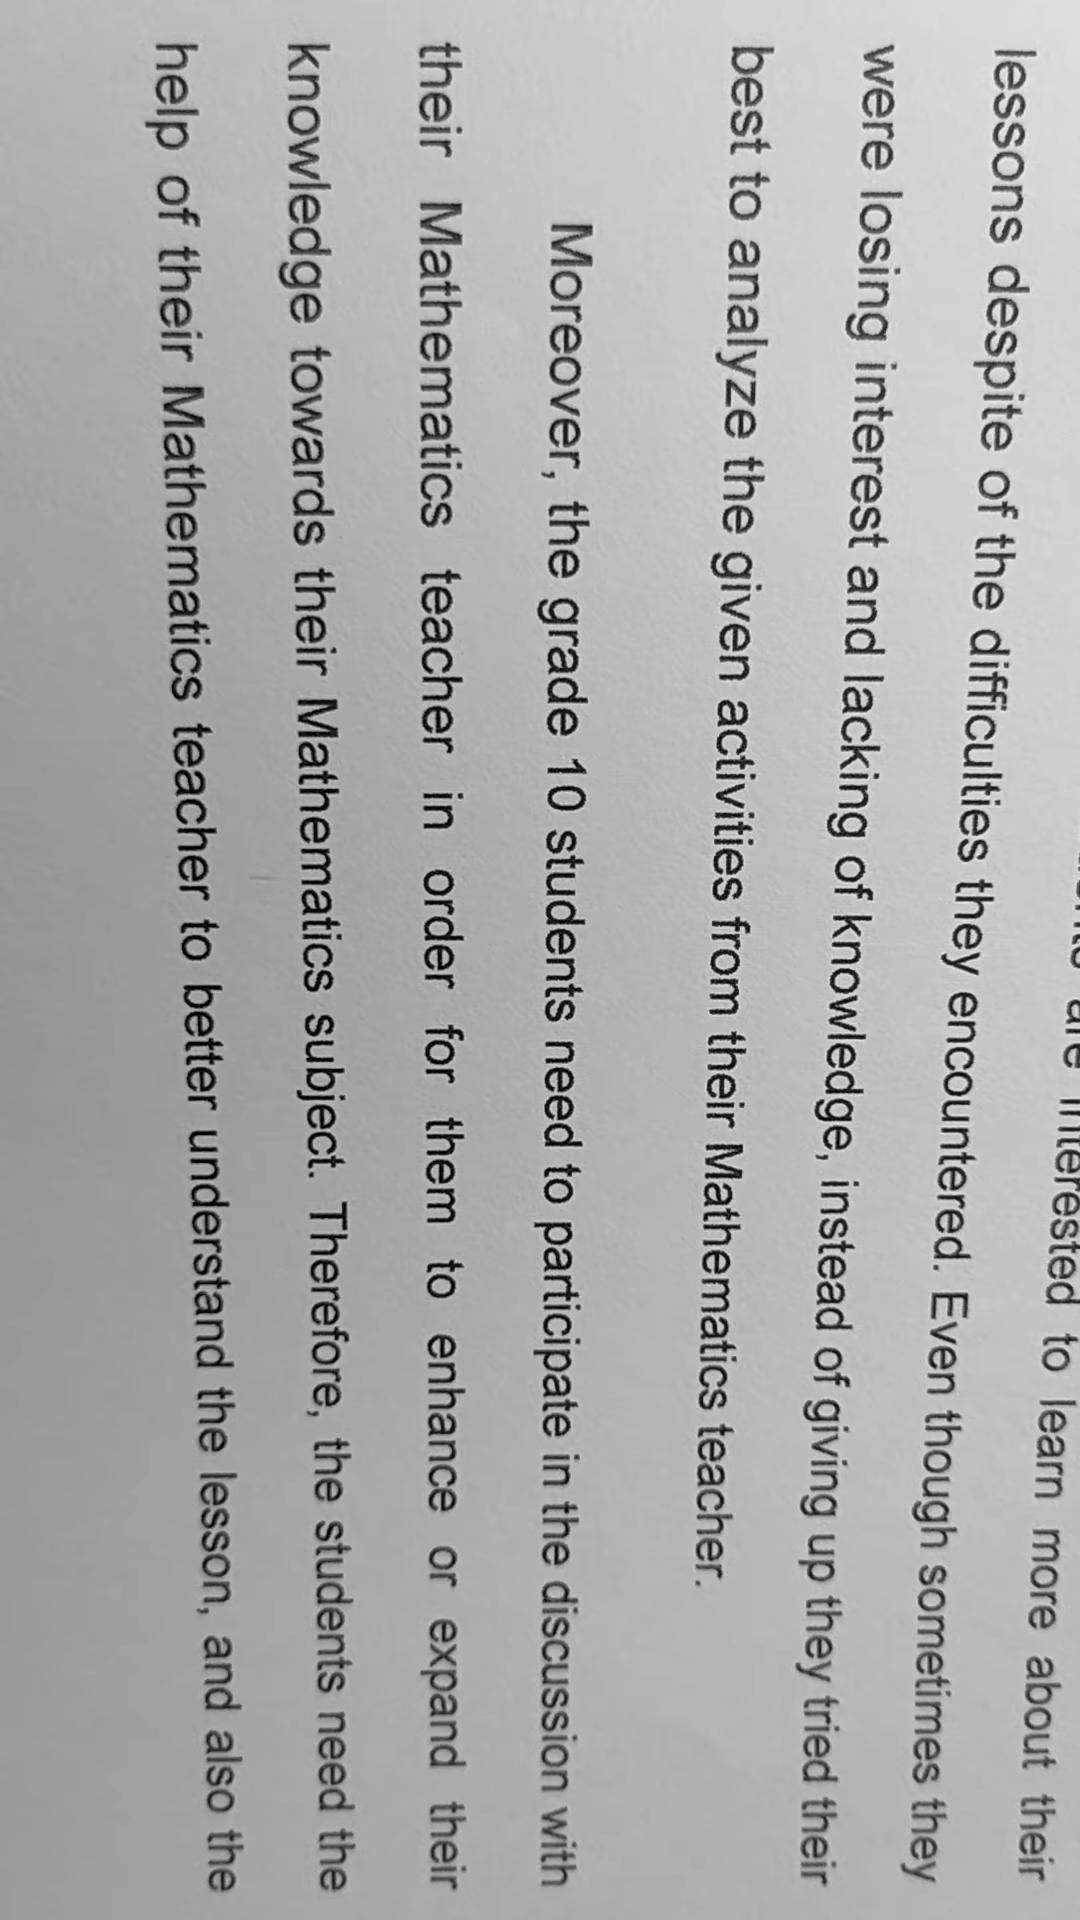 are interested to learn more about their
lessons despite of the difficulties they encountered. Even though sometimes they
were losing interest and lacking of knowledge, instead of giving up they tried their
best to analyze the given activities from their Mathematics teacher.
Moreover, the grade 10 students need to participate in the discussion with
their Mathematics teacher in order for them to enhance or expand their
knowledge towards their Mathematics subject. Therefore, the students need the
help of their Mathematics teacher to better understand the lesson, and also the